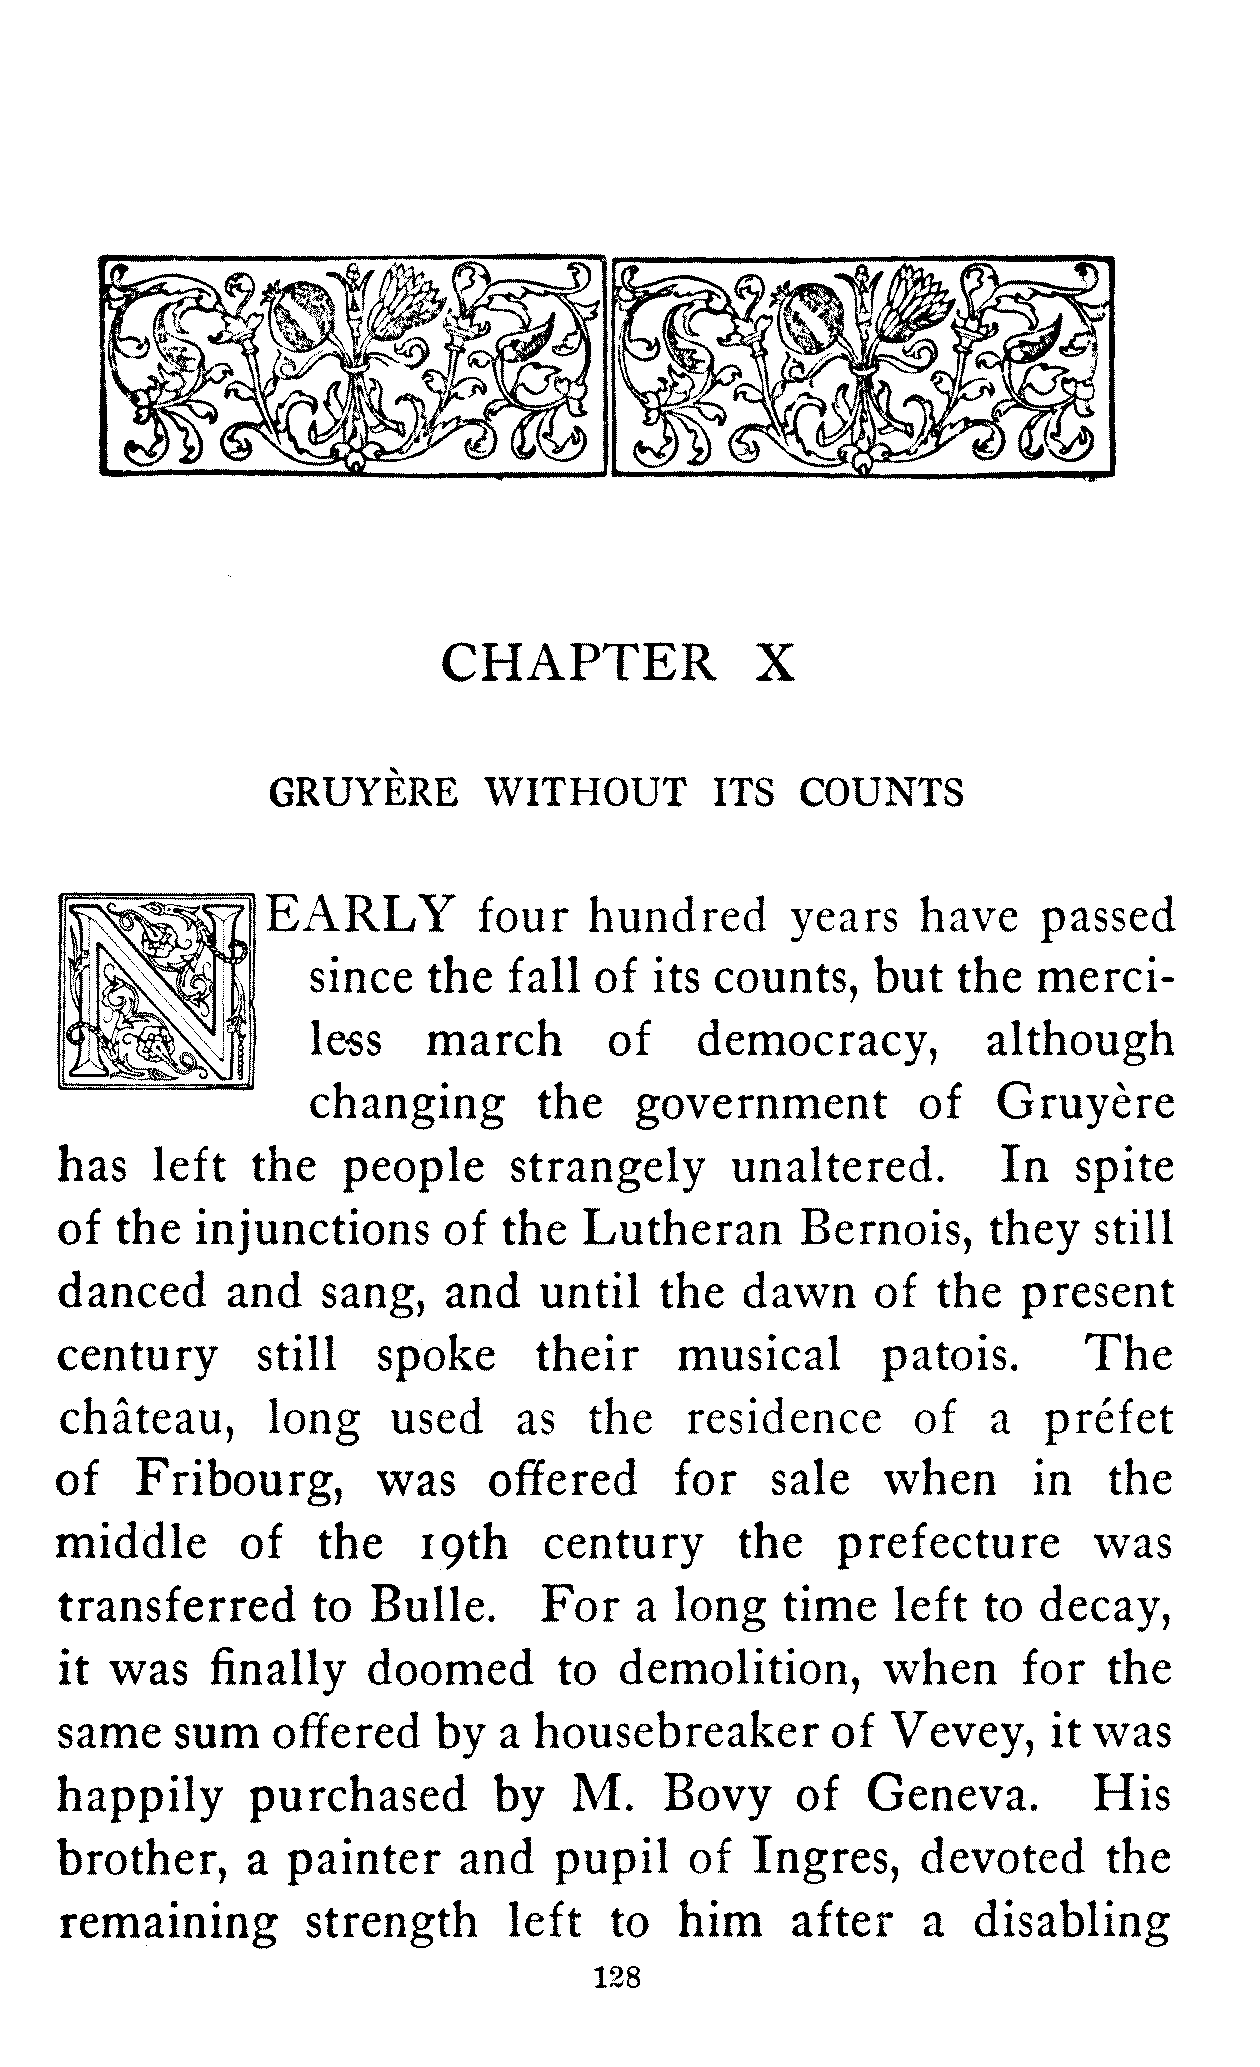 CHAPTER X
GRUYÈRE WITHOUT ITS COUNTS
NEARLY four hundred years have passed
since the fall of its counts, but the merci-
less march of democracy, although
changing the government of Gruyère
has left the people strangely unaltered. In spite
of the injunctions of the Lutheran Bernois, they still
danced and sang, and until the dawn of the present
century still spoke their musical patois. The
château, long used as the residence of a préfet
of Fribourg, was offered for sale when in the
middle of the 19th century the prefecture was
transferred to Bulle. For a long time left to decay,
it was finally doomed to demolition, when for the
same sum offered by a housebreaker of Vevey, it was
happily purchased by M. Bovy of Geneva. His
brother, a painter and pupil of Ingres, devoted the
remaining strength left to him after a disabling
128